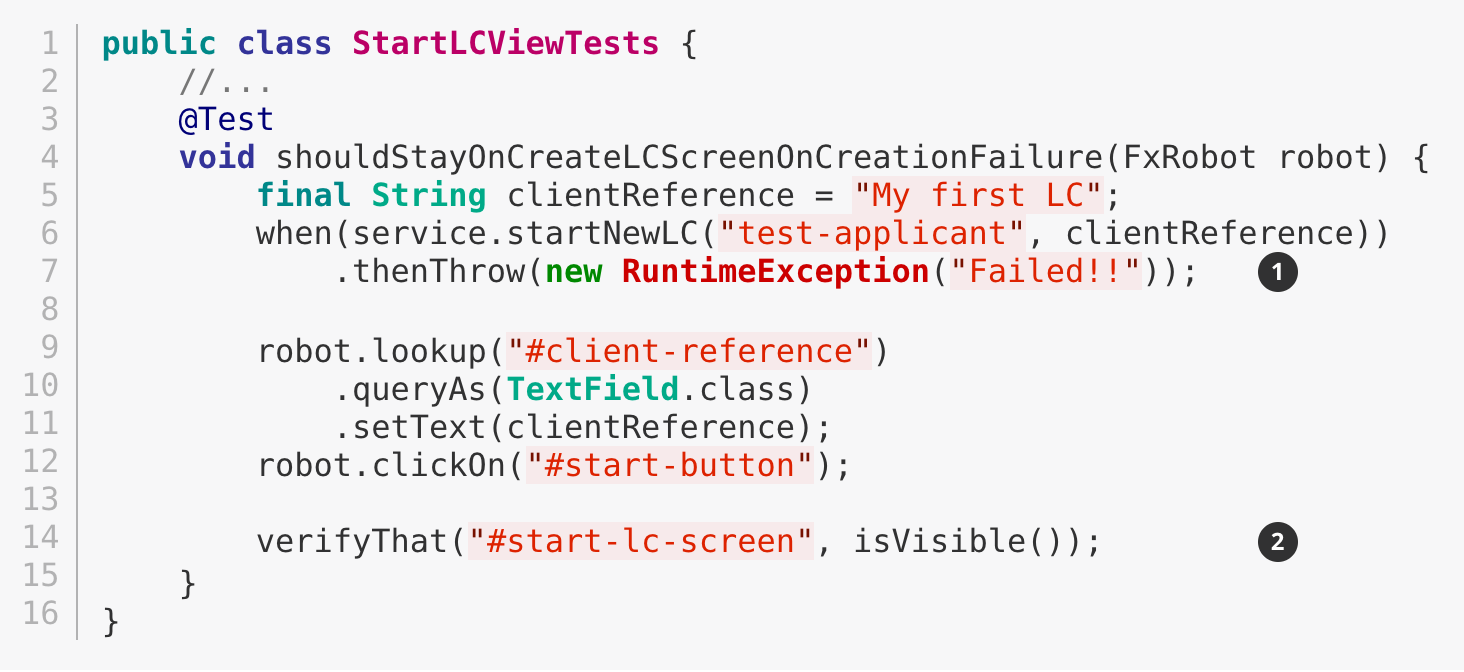 1 public class StartLCViewTests {
2     //...
3     @Test
4     void shouldStayOnCreateLCScreenOnCreationFailure(FxRobot robot) {
5         final String clientReference = "My first LC";
6         when(service.startNewLC("test-applicant", clientReference))
7             .thenThrow(new RuntimeException("Failed!!"));   1
8
9         robot.lookup("#client-reference")
10             .queryAs(TextField.class)
11             .setText(clientReference);
12         robot.clickOn("#start-button");
13
14         verifyThat("#start-lc-screen", isVisible());   2
15     }
16 }